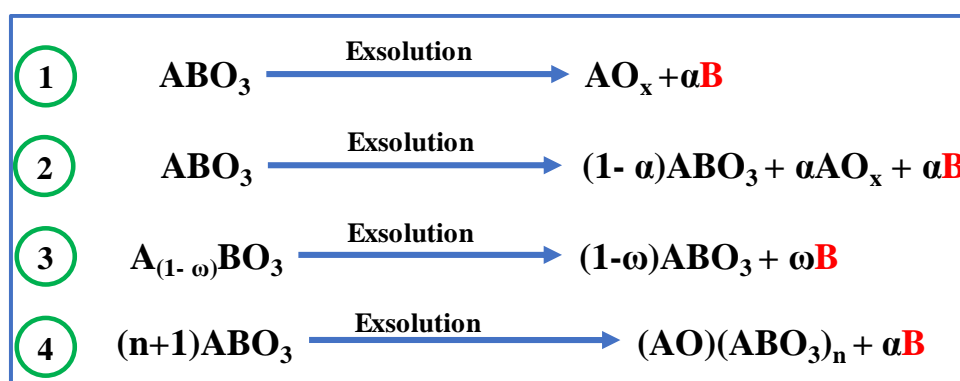 1 ABO₃ Exsolution AOₓ +αB
2 ABO₃ Exsolution (1- α)ABO₃ + αAOₓ + αB
3 A₍₁₋ ω₎BO₃ Exsolution (1-ω)ABO₃ + ωB
4 (n+1)ABO₃ Exsolution (AO)(ABO₃)ₙ + αB